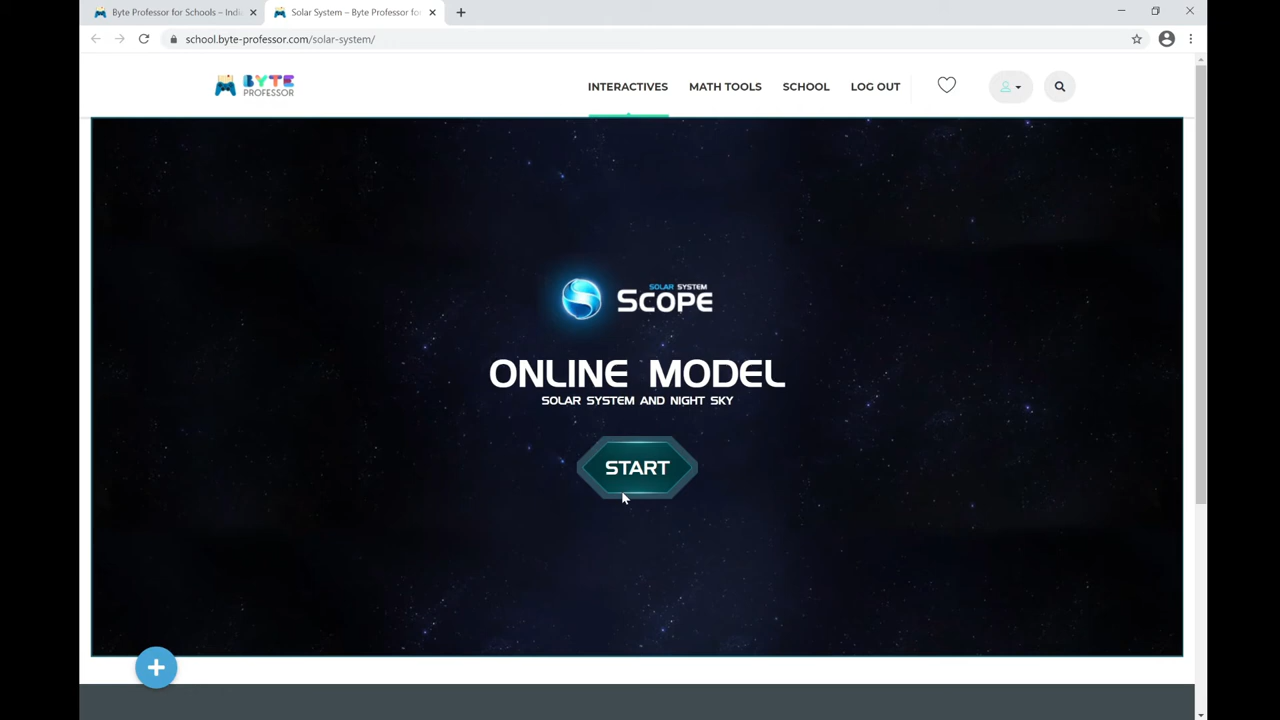 Byte Professor for Schools – Indi
Solar System – Byte Professor fo
school.byte-professor.com/solar-system/
BYTE
PROFESSOR
INTERACTIVES
MATH TOOLS
SCHOOL
LOG OUT
SOLAR SYSTEM
SCOPE
ONLINE MODEL
SOLAR SYSTEM AND NIGHT SKY
START